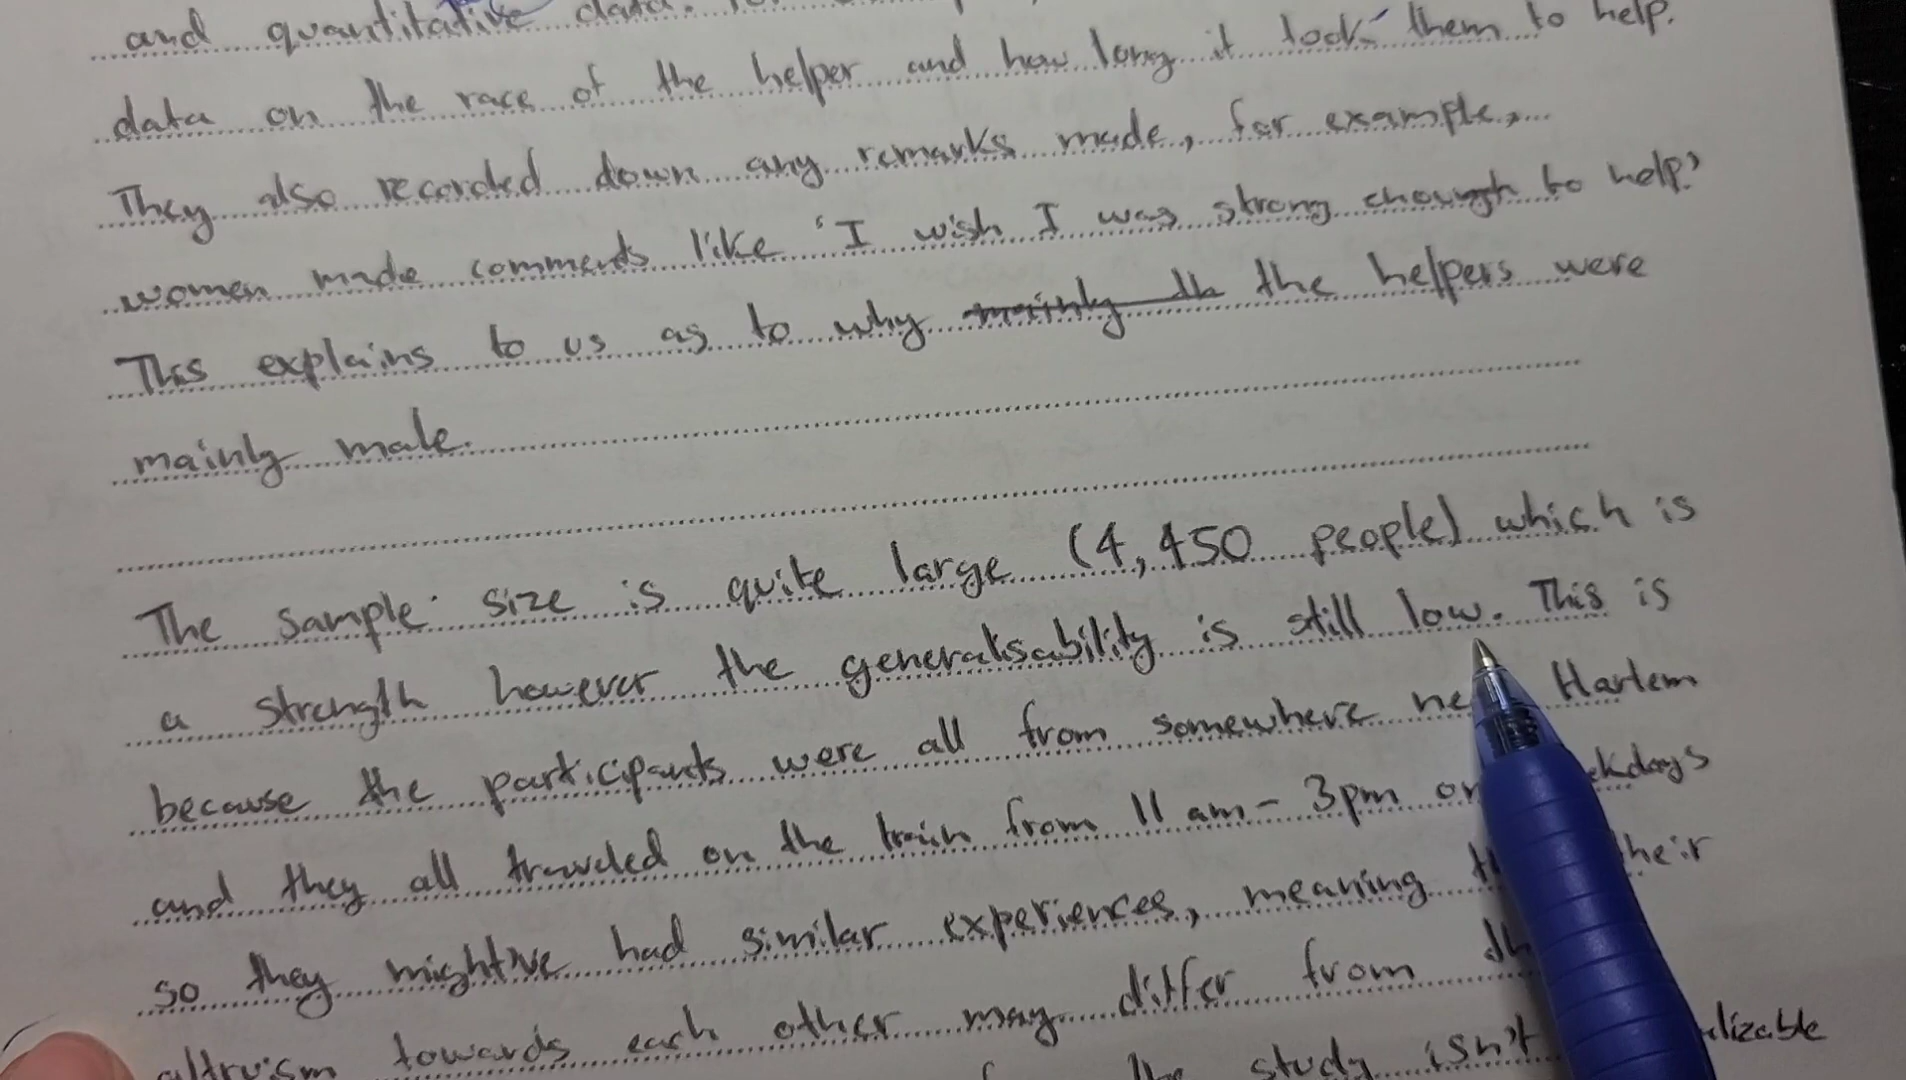 and quantitative data.
data on the race of the helper and how long it took them to help.
They also recorded down any remarks made, for example,
women made comments like 'I wish I was strong enough to help'
This explains to us as to why mainly th the helpers were
mainly male.
The sample size is quite large (4,450 people) which is
a strength however the generalisability is still low. This is
because the participants were all from somewhere Harlem
and they all traveled on the train from 11 am - 3pm
so they might've had similar experiences, meaning
altruism towards each other may differ from
the study isn't